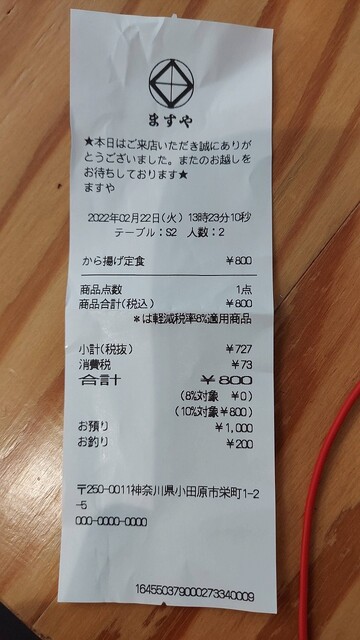 ますや
★本日はご来店いただき誠にありが
とうございました。またのお越しを
お待ちしております★
ますや
2022年02月22日(火) 13時23分10秒
テーブル：S2 人数：2
から揚げ定食 ¥800
商品点数 1点
商品合計(税込) ¥800
＊は軽減税率8%適用商品
小計(税抜) ¥727
消費税 ¥73
合計 ¥800
(8%対象 ¥0)
(10%対象 ¥800)
お預り ¥1,000
お釣り ¥200
〒250-0011神奈川県小田原市栄町1-2
-5
000-0000-0000
164550379000273340009